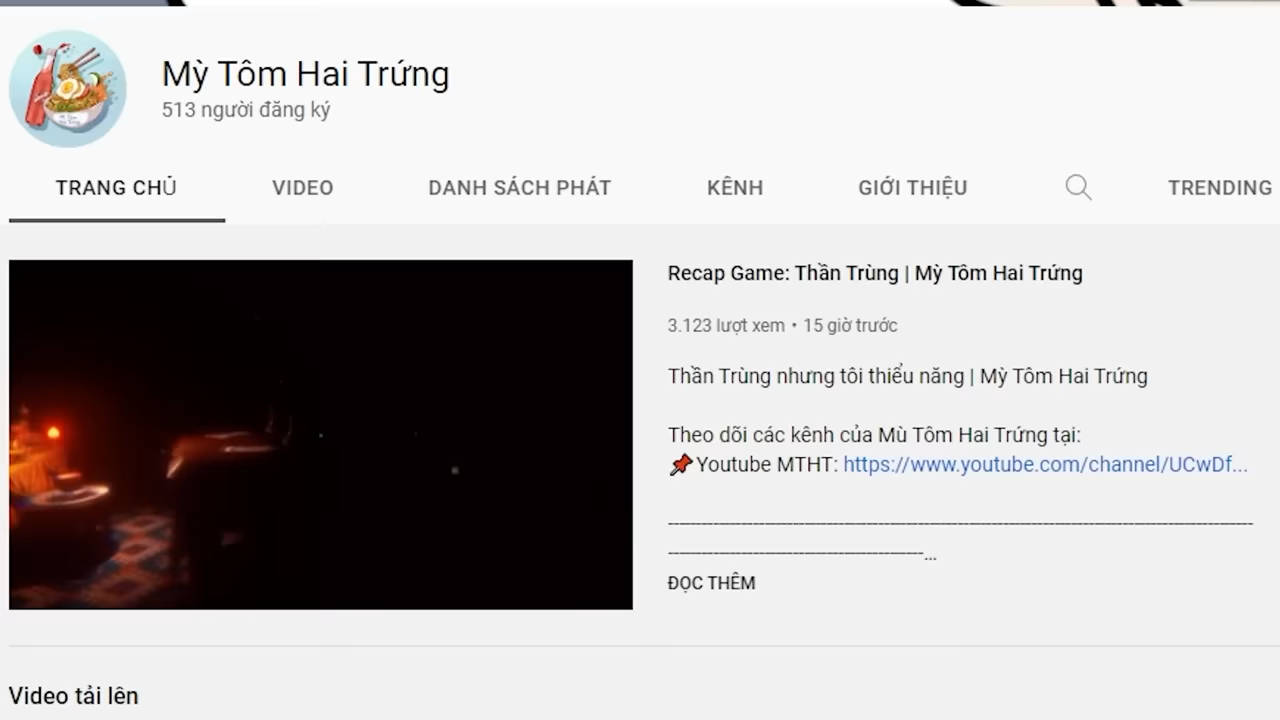 Mỳ Tôm Hai Trứng
513 người đăng ký
TRANG CHỦ VIDEO DANH SÁCH PHÁT KÊNH GIỚI THIỆU TRENDING
Recap Game: Thần Trùng | Mỳ Tôm Hai Trứng
3.123 lượt xem • 15 giờ trước
Thần Trùng nhưng tôi thiểu năng | Mỳ Tôm Hai Trứng
Theo dõi các kênh của Mù Tôm Hai Trứng tại:
📌Youtube MTHT: https://www.youtube.com/channel/UCwDf...
----------------------------------------------------------------------------------------------------
--------------------------------------------...
ĐỌC THÊM
Video tải lên